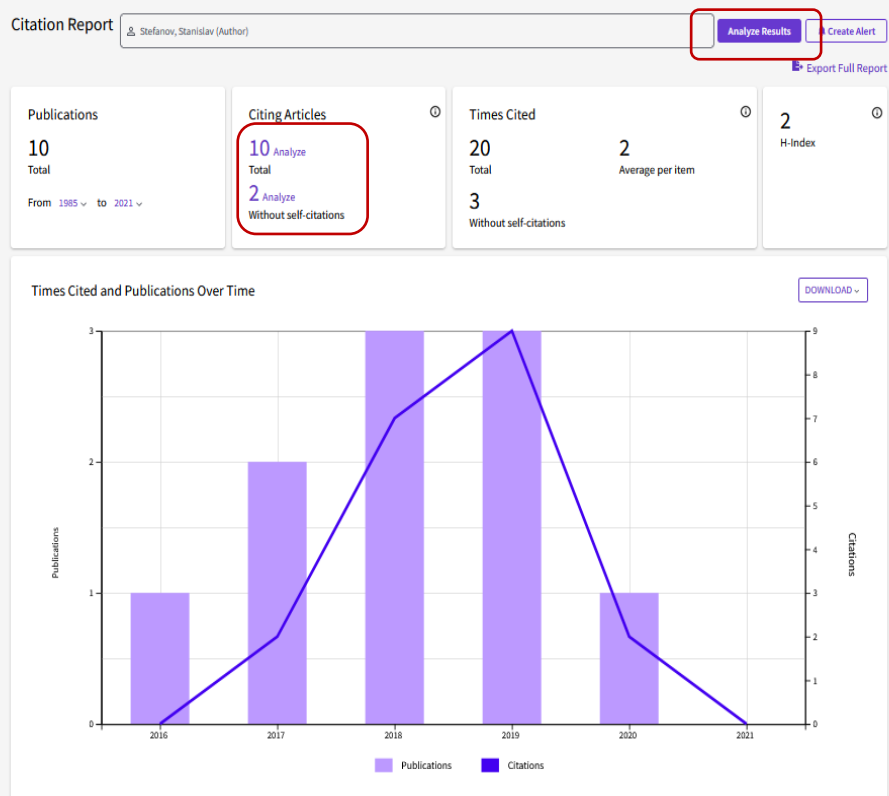 Citation Report
Stefanov, Stanislav (Author)
Analyze Results
Create Alert
Export Full Report
Publications
10
Total
From 1985 to 2021
Citing Articles
10 Analyze
Total
2 Analyze
Without self-citations
Times Cited
20
Total
2
Average per item
3
Without self-citations
2
H-Index
Times Cited and Publications Over Time
DOWNLOAD
3
2
1
0
Publications
9
8
7
6
5
4
3
2
1
0
Citations
2016
2017
2018
2019
2020
2021
Publications
Citations